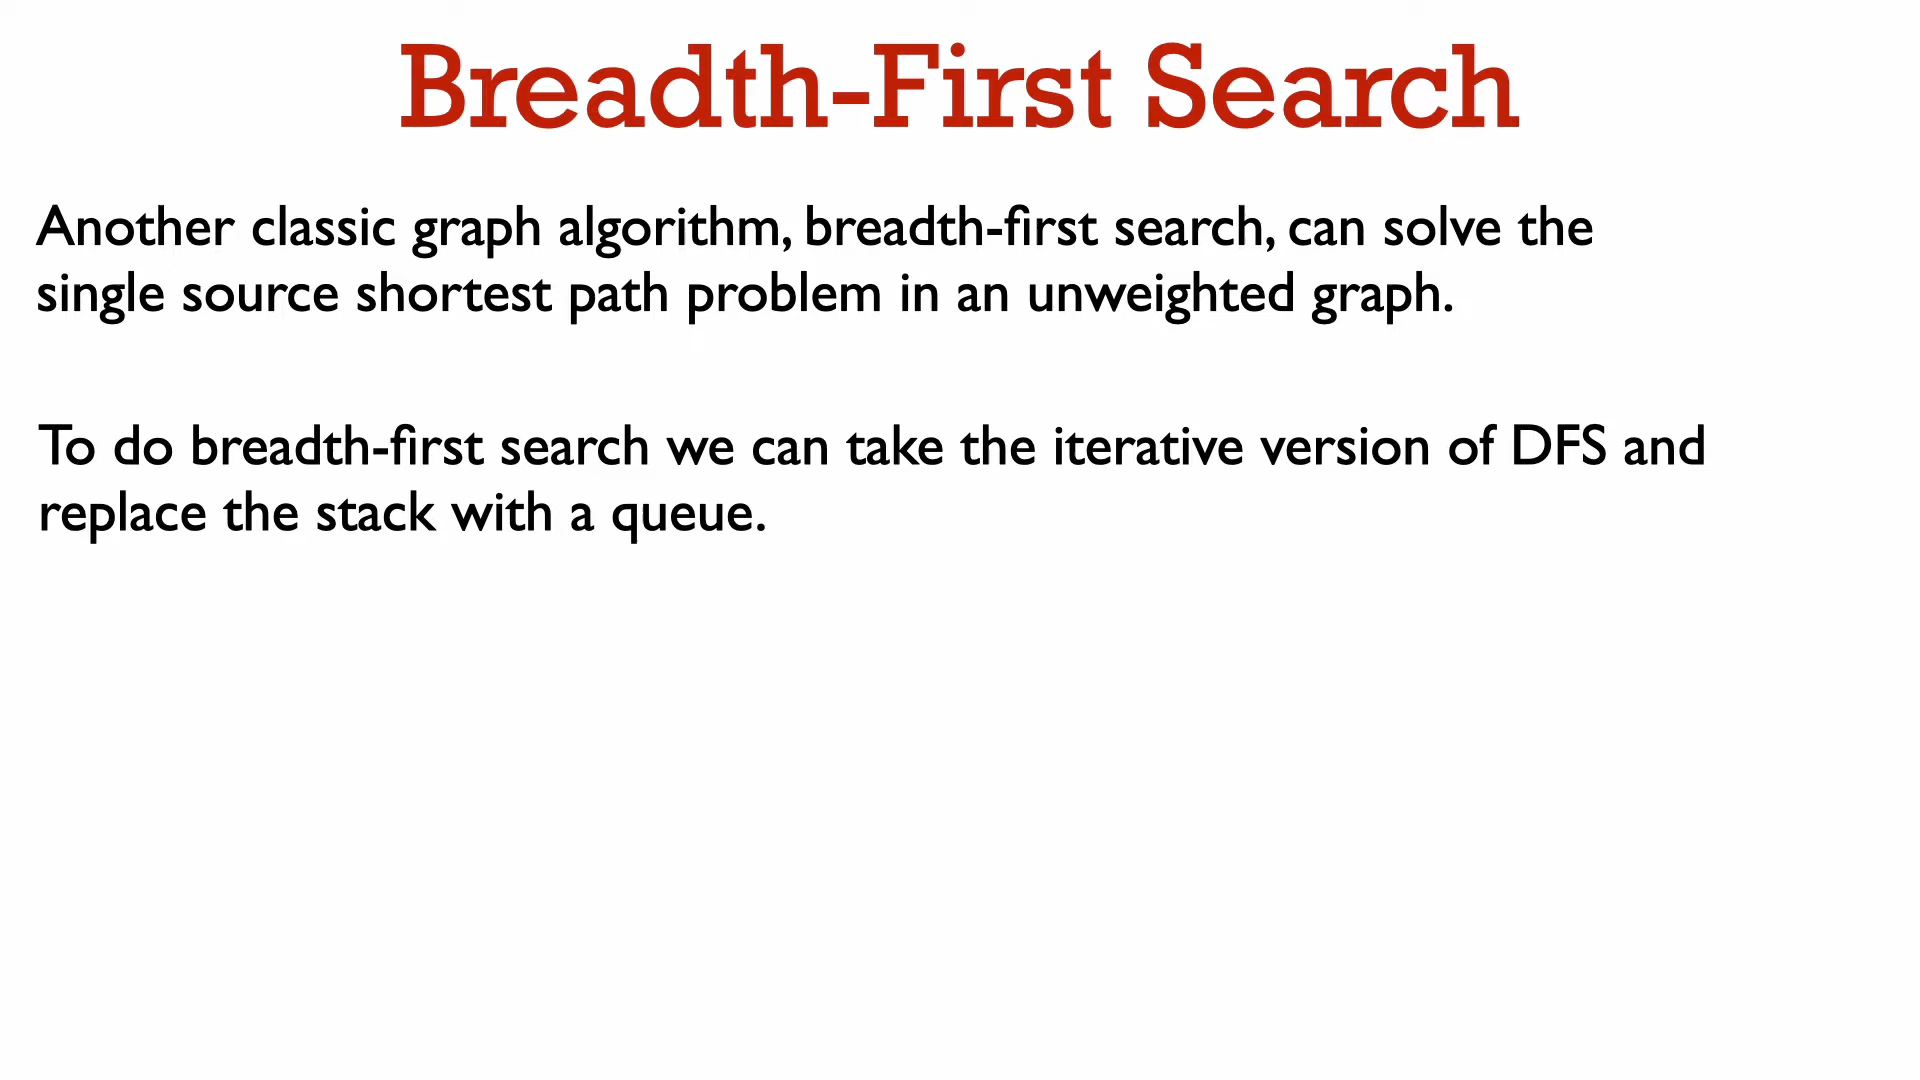 Breadth-First Search
Another classic graph algorithm, breadth-first search, can solve the
single source shortest path problem in an unweighted graph.
To do breadth-first search we can take the iterative version of DFS and
replace the stack with a queue.